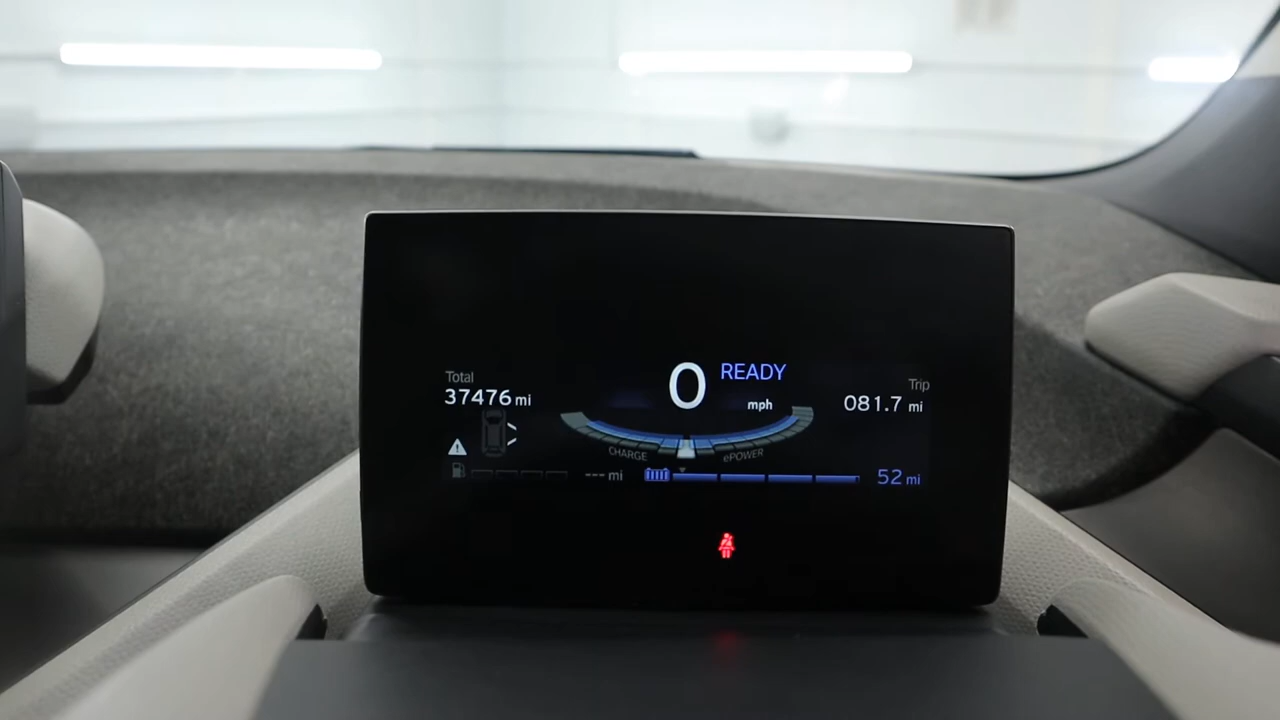 Total
37476 mi
0 READY
mph
Trip
081.7 mi
CHARGE
ePOWER
--- mi
52 mi